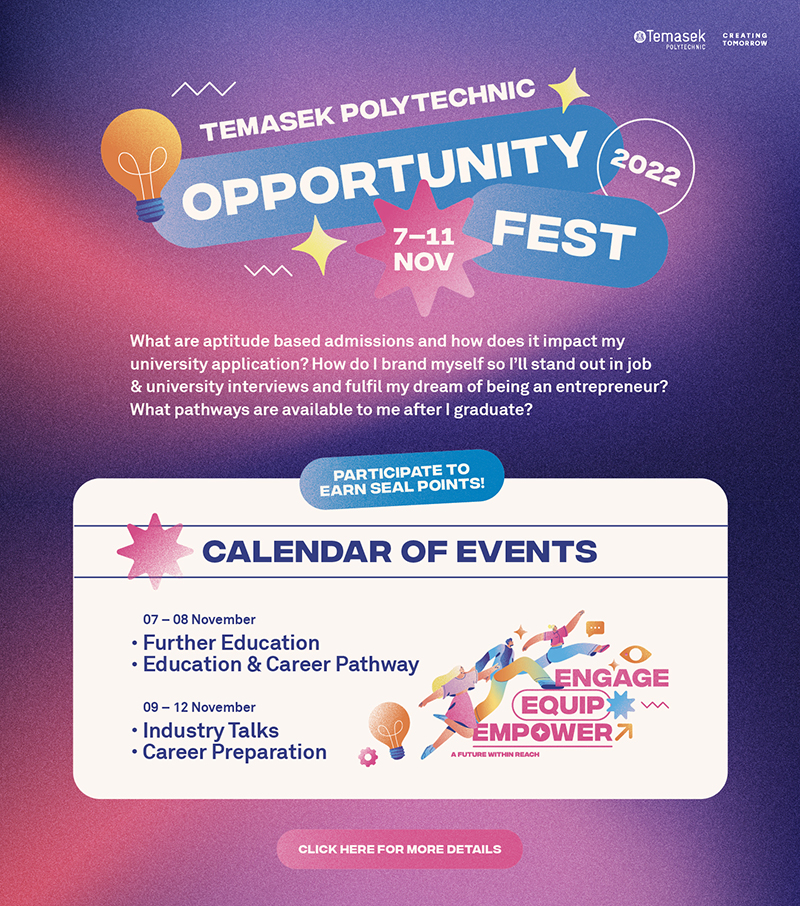 Temasek
POLYTECHNIC
CREATING
TOMORROW
TEMASEK POLYTECHNIC
OPPORTUNITY
2022
FEST
7–11
NOV
What are aptitude based admissions and how does it impact my
university application? How do I brand myself so I'll stand out in job
& university interviews and fulfil my dream of being an entrepreneur?
What pathways are available to me after I graduate?
PARTICIPATE TO
EARN SEAL POINTS!
CALENDAR OF EVENTS
07 – 08 November
• Further Education
• Education & Career Pathway
09 – 12 November
• Industry Talks
• Career Preparation
ENGAGE
EQUIP
EMPOWER
A FUTURE WITHIN REACH
CLICK HERE FOR MORE DETAILS